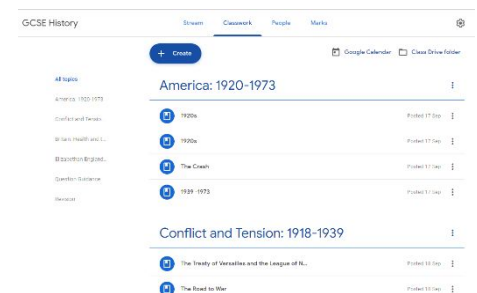 GCSE History
Stream Classwork People Marks
+ Create
Google Calendar Class Drive folder
All topics
America: 1920-1973
Conflict and Tensio
Britain: Health and t...
Elizabethan England...
Question Guidance
Revision
America: 1920-1973
1920s Posted 17 Sep
1920s Posted 17 Sep
The Crash Posted 17 Sep
1939 -1973 Posted 17 Sep
Conflict and Tension: 1918-1939
The Treaty of Versailles and the League of N... Posted 18 Sep
The Road to War Posted 18 Sep